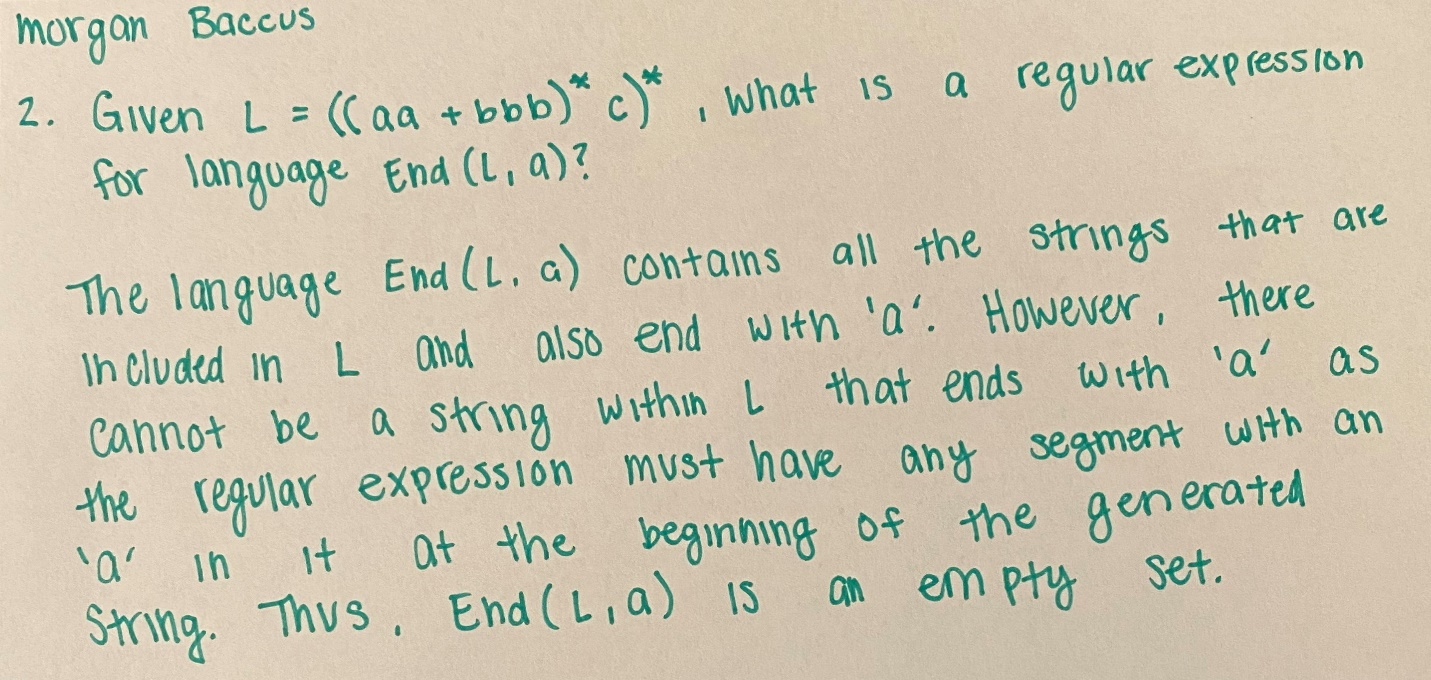 morgan Baccus
2. Given L = ((aa + bbb)* c)*, what is a regular expression
for language End (L, a)?
The language End (L, a) contains all the strings that are
included in L and also end with 'a'. However, there
cannot be a string within L that ends with 'a' as
the regular expression must have any segment with an
'a' in it at the beginning of the generated
string. Thus, End (L, a) is an empty set.